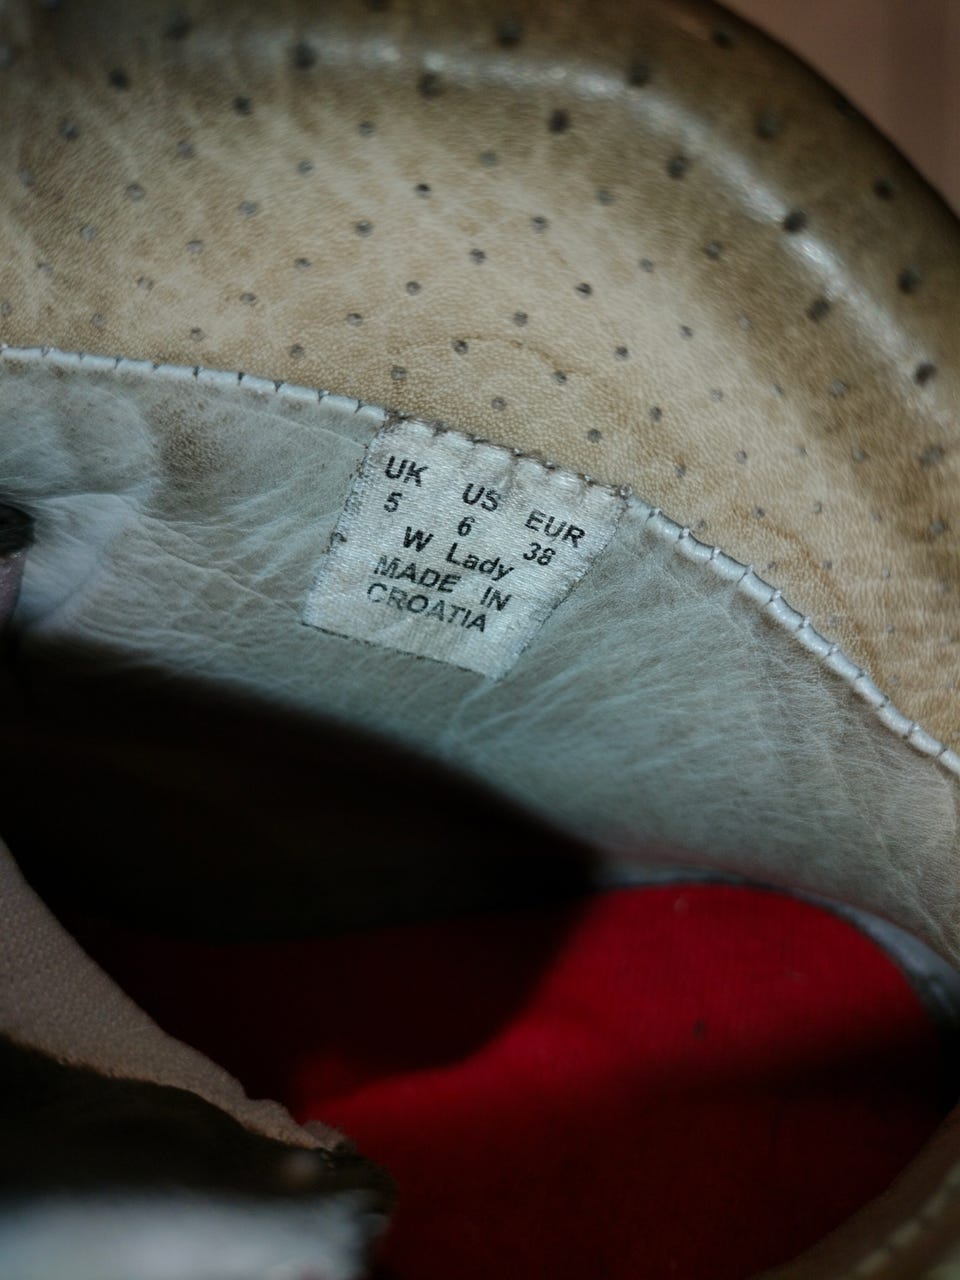 UK US EUR
5 6 38
W Lady
MADE IN
CROATIA